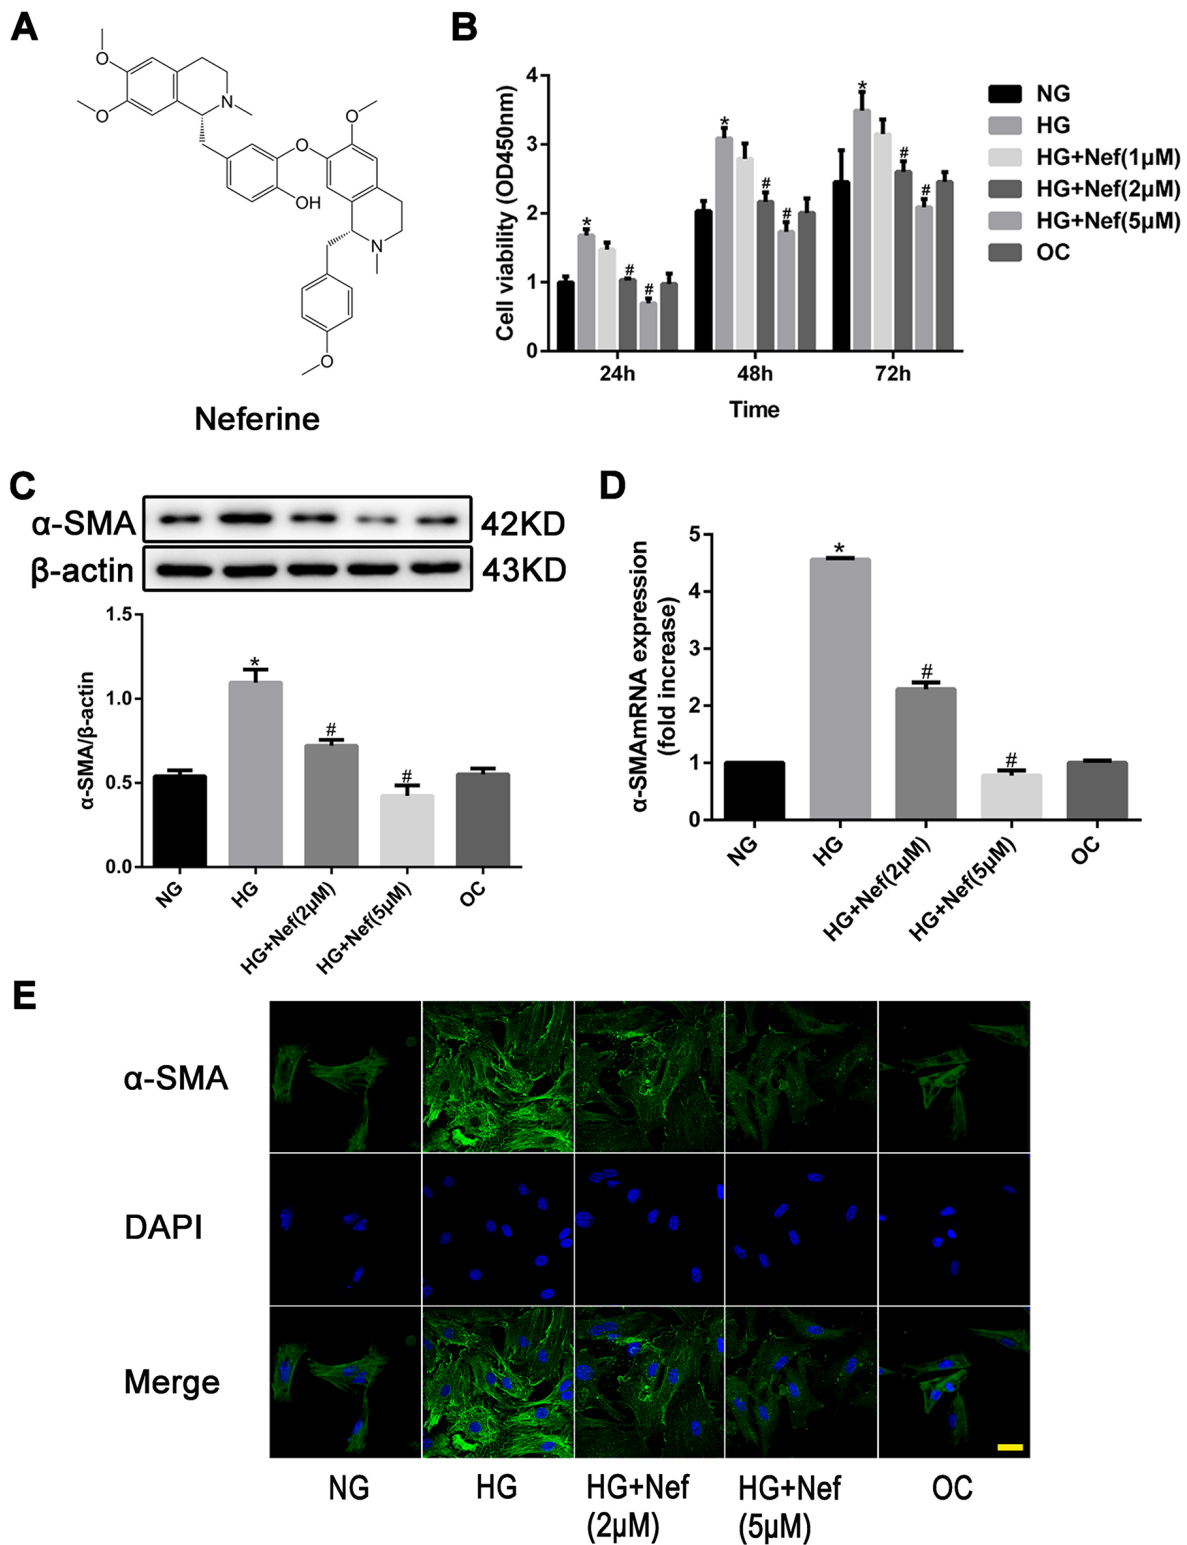 A
O
O
N
O
O
OH
N
O
Neferine
B
Cell viability (OD450nm)
4
3
2
1
0
*
#
#
*
#
#
*
#
#
24h
48h
72h
Time
NG
HG
HG+Nef(1μM)
HG+Nef(2μM)
HG+Nef(5μM)
OC
C
α-SMA
42KD
β-actin
43KD
α-SMA/β-actin
1.5
1.0
0.5
0.0
*
#
#
NG
HG
HG+Nef(2μM)
HG+Nef(5μM)
OC
D
α-SMAmRNA expression
(fold increase)
5
4
3
2
1
0
*
#
#
NG
HG
HG+Nef(2μM)
HG+Nef(5μM)
OC
E
α-SMA
DAPI
Merge
NG
HG
HG+Nef
(2μM)
HG+Nef
(5μM)
OC